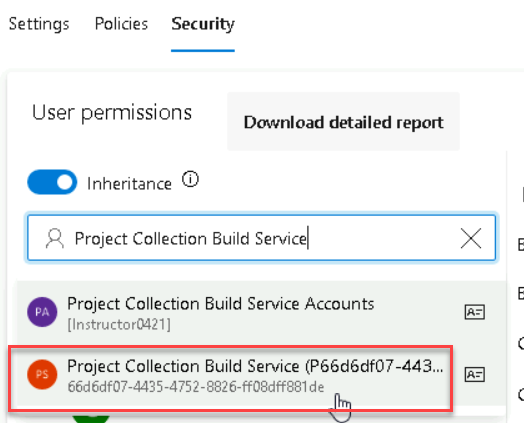 Settings Policies Security
User permissions
Download detailed report
Inheritance
Project Collection Build Service
PA
Project Collection Build Service Accounts
[Instructor0421]
PS
Project Collection Build Service (P66d6df07-443...
66d6df07-4435-4752-8826-ff08dff881de